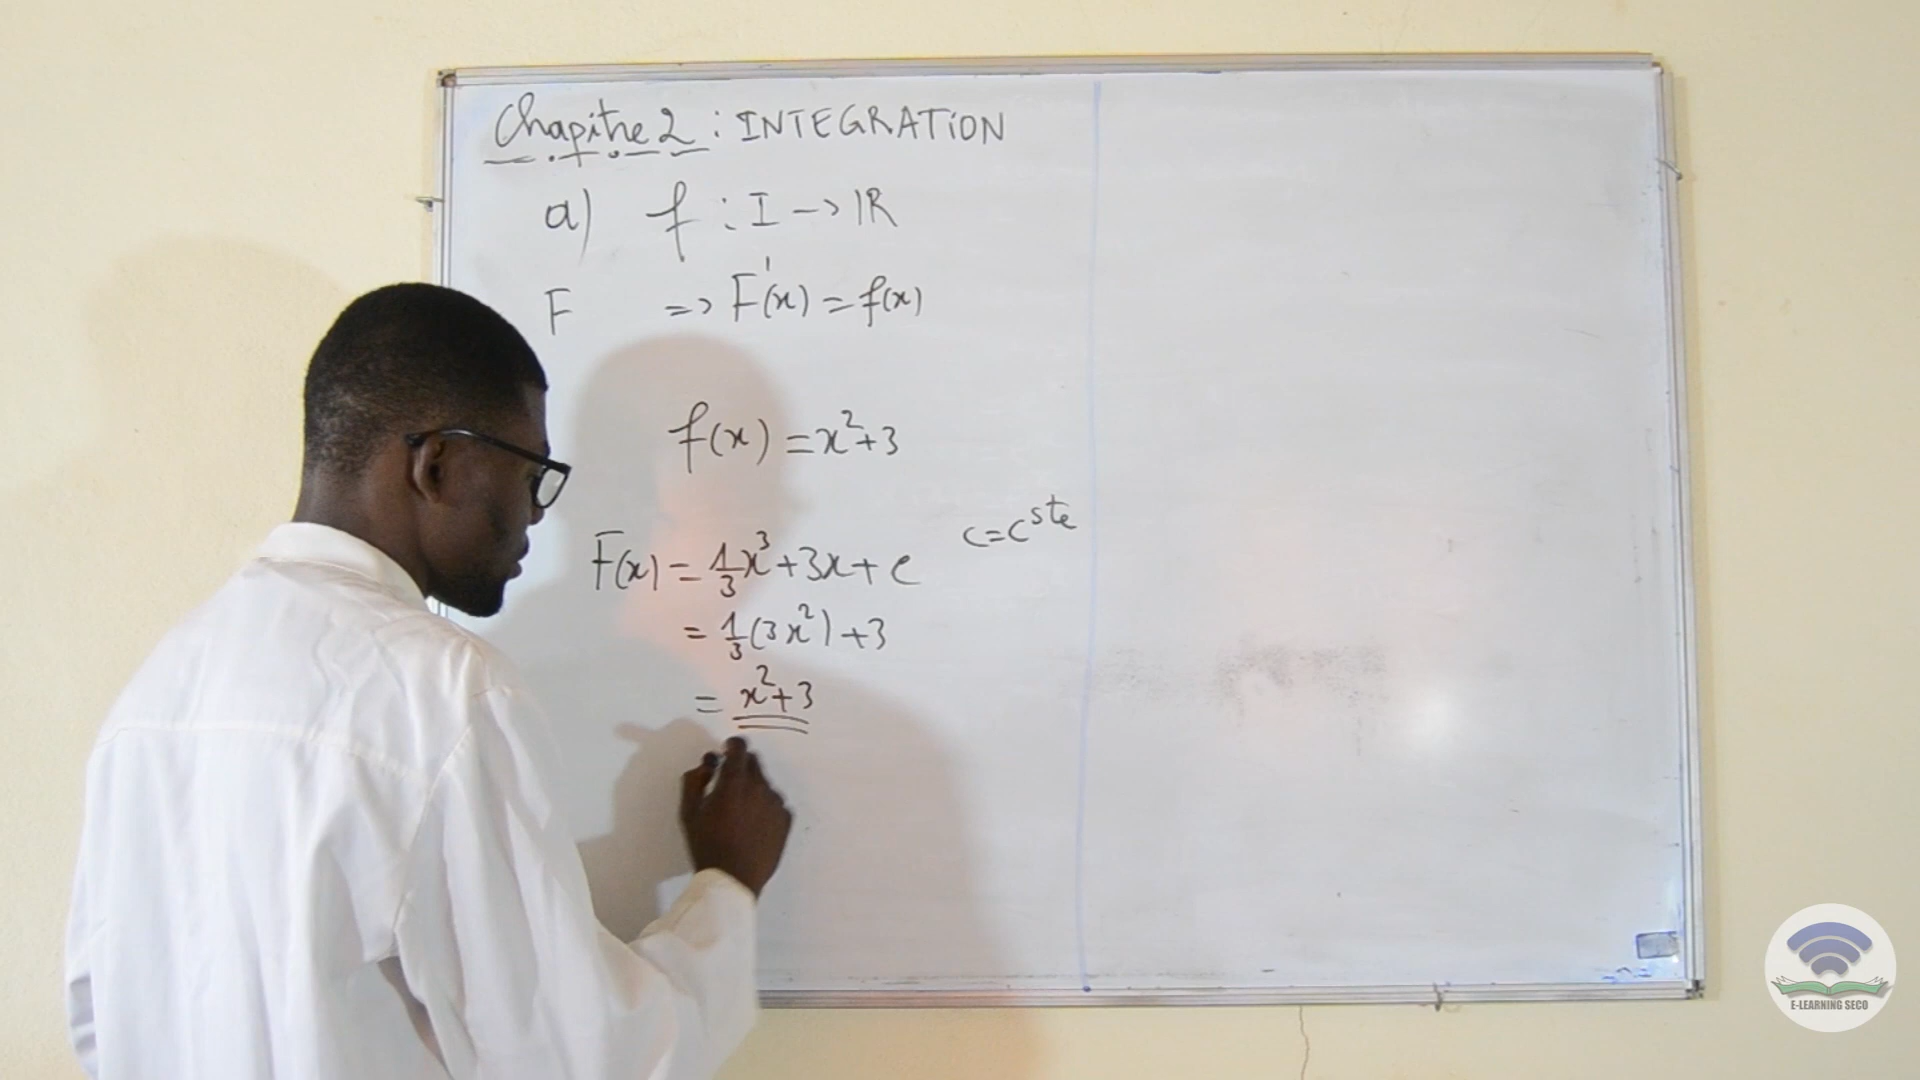 Chapitre 2 : INTEGRATION
a) f : I -> IR
F => F'(x) = f(x)
f(x) = x²+3
c = c^ste
F(x) = 1/3 x³ + 3x + c
= 1/3 (3x²) + 3
= x²+3
E-LEARNING SECO